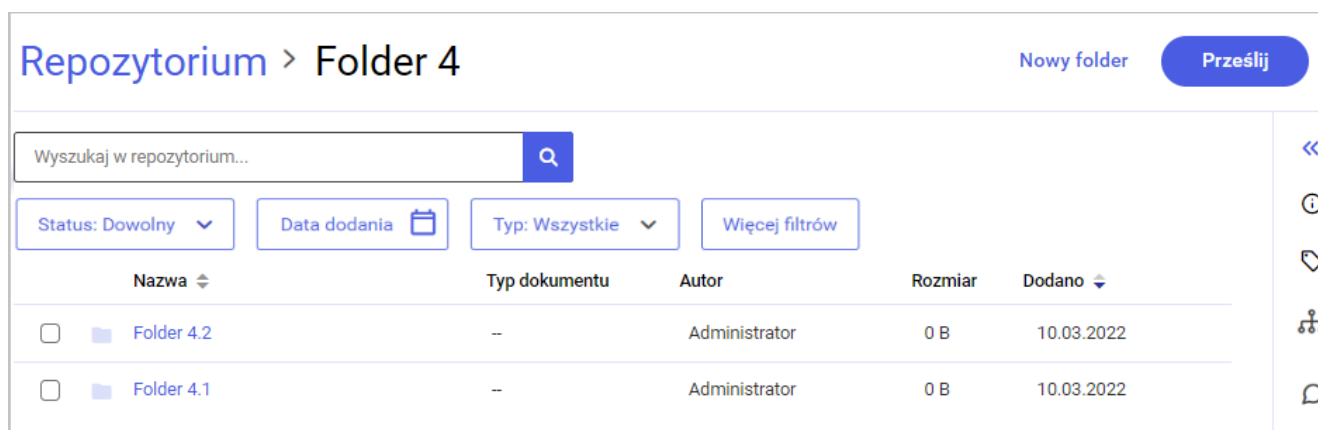 Repozytorium > Folder 4
Nowy folder
Prześlij
Wyszukaj w repozytorium...
Status: Dowolny
Data dodania
Typ: Wszystkie
Więcej filtrów
Nazwa Typ dokumentu Autor Rozmiar Dodano
Folder 4.2 -- Administrator 0 B 10.03.2022
Folder 4.1 -- Administrator 0 B 10.03.2022